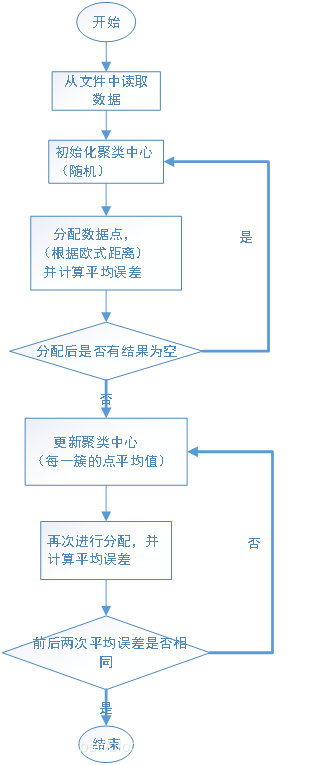 开始
从文件中读取
数据
初始化聚类中心
（随机）
分配数据点，
（根据欧式距离）
并计算平均误差
是
分配后是否有结果为空
否
更新聚类中心
（每一簇的点平均值）
再次进行分配，并
计算平均误差
否
前后两次平均误差是否相
同
是
结束